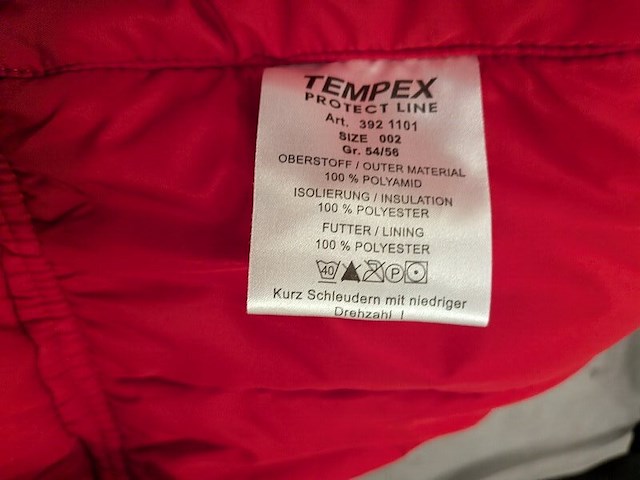 TEMPEX
PROTECT LINE
Art. 392 1101
SIZE 002
Gr. 54/56
OBERSTOFF / OUTER MATERIAL
100 % POLYAMID
ISOLIERUNG / INSULATION
100 % POLYESTER
FUTTER / LINING
100 % POLYESTER
40 P
Kurz Schleudern mit niedriger
Drehzahl !